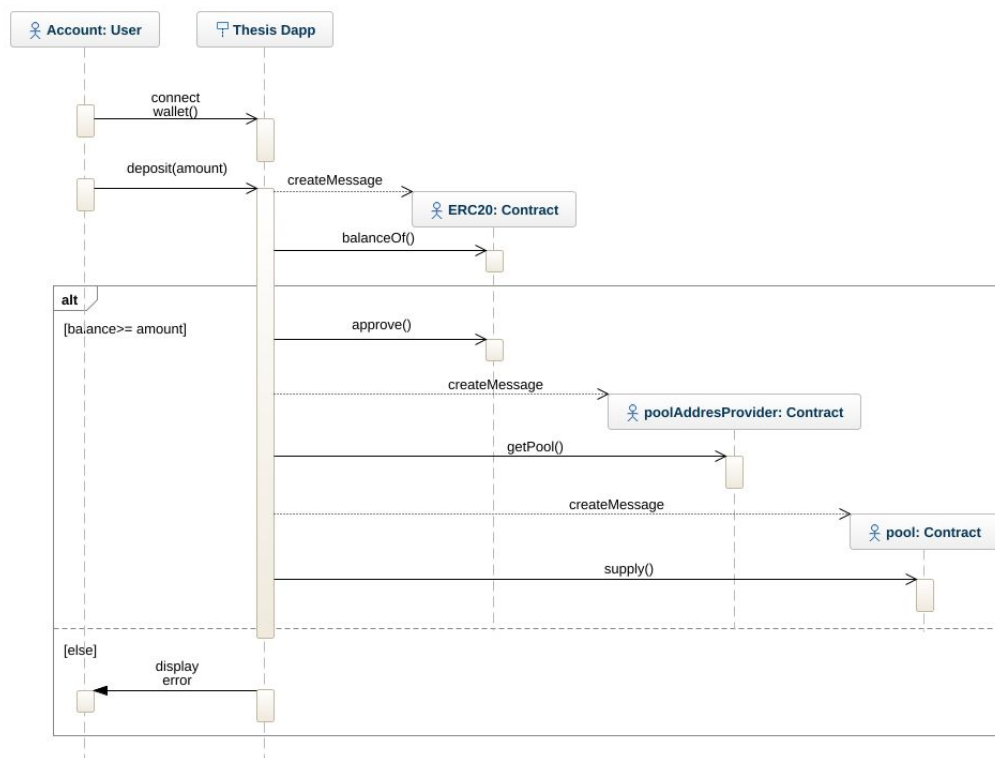 Account: User
Thesis Dapp
connect
wallet()
deposit(amount)
createMessage
ERC20: Contract
balanceOf()
alt
[balance>= amount]
approve()
createMessage
poolAddresProvider: Contract
getPool()
createMessage
pool: Contract
supply()
[else]
display
error